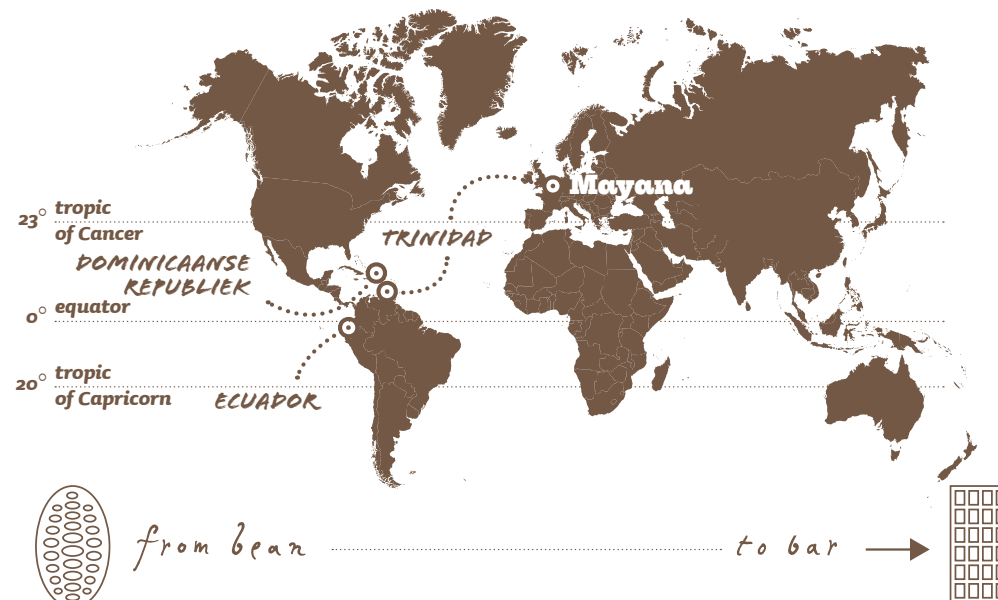 Mayana
23° tropic
of Cancer
TRINIDAD
DOMINICAANSE
REPUBLIEK
0° equator
20° tropic
of Capricorn
ECUADOR
from bean
to bar